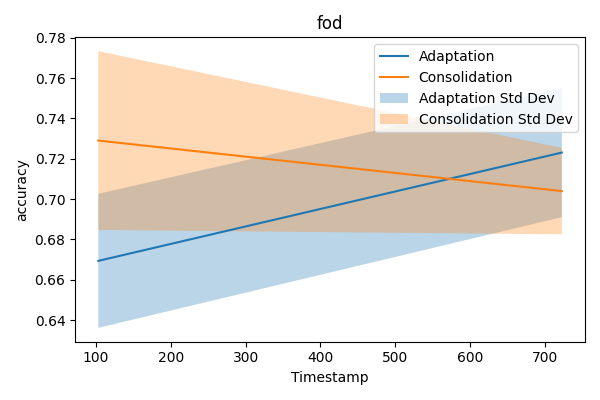 fod
0.78
0.76
0.74
0.72
0.70
0.68
0.66
0.64
accuracy
Adaptation
Consolidation
Adaptation Std Dev
Consolidation Std Dev
100 200 300 400 500 600 700
Timestamp